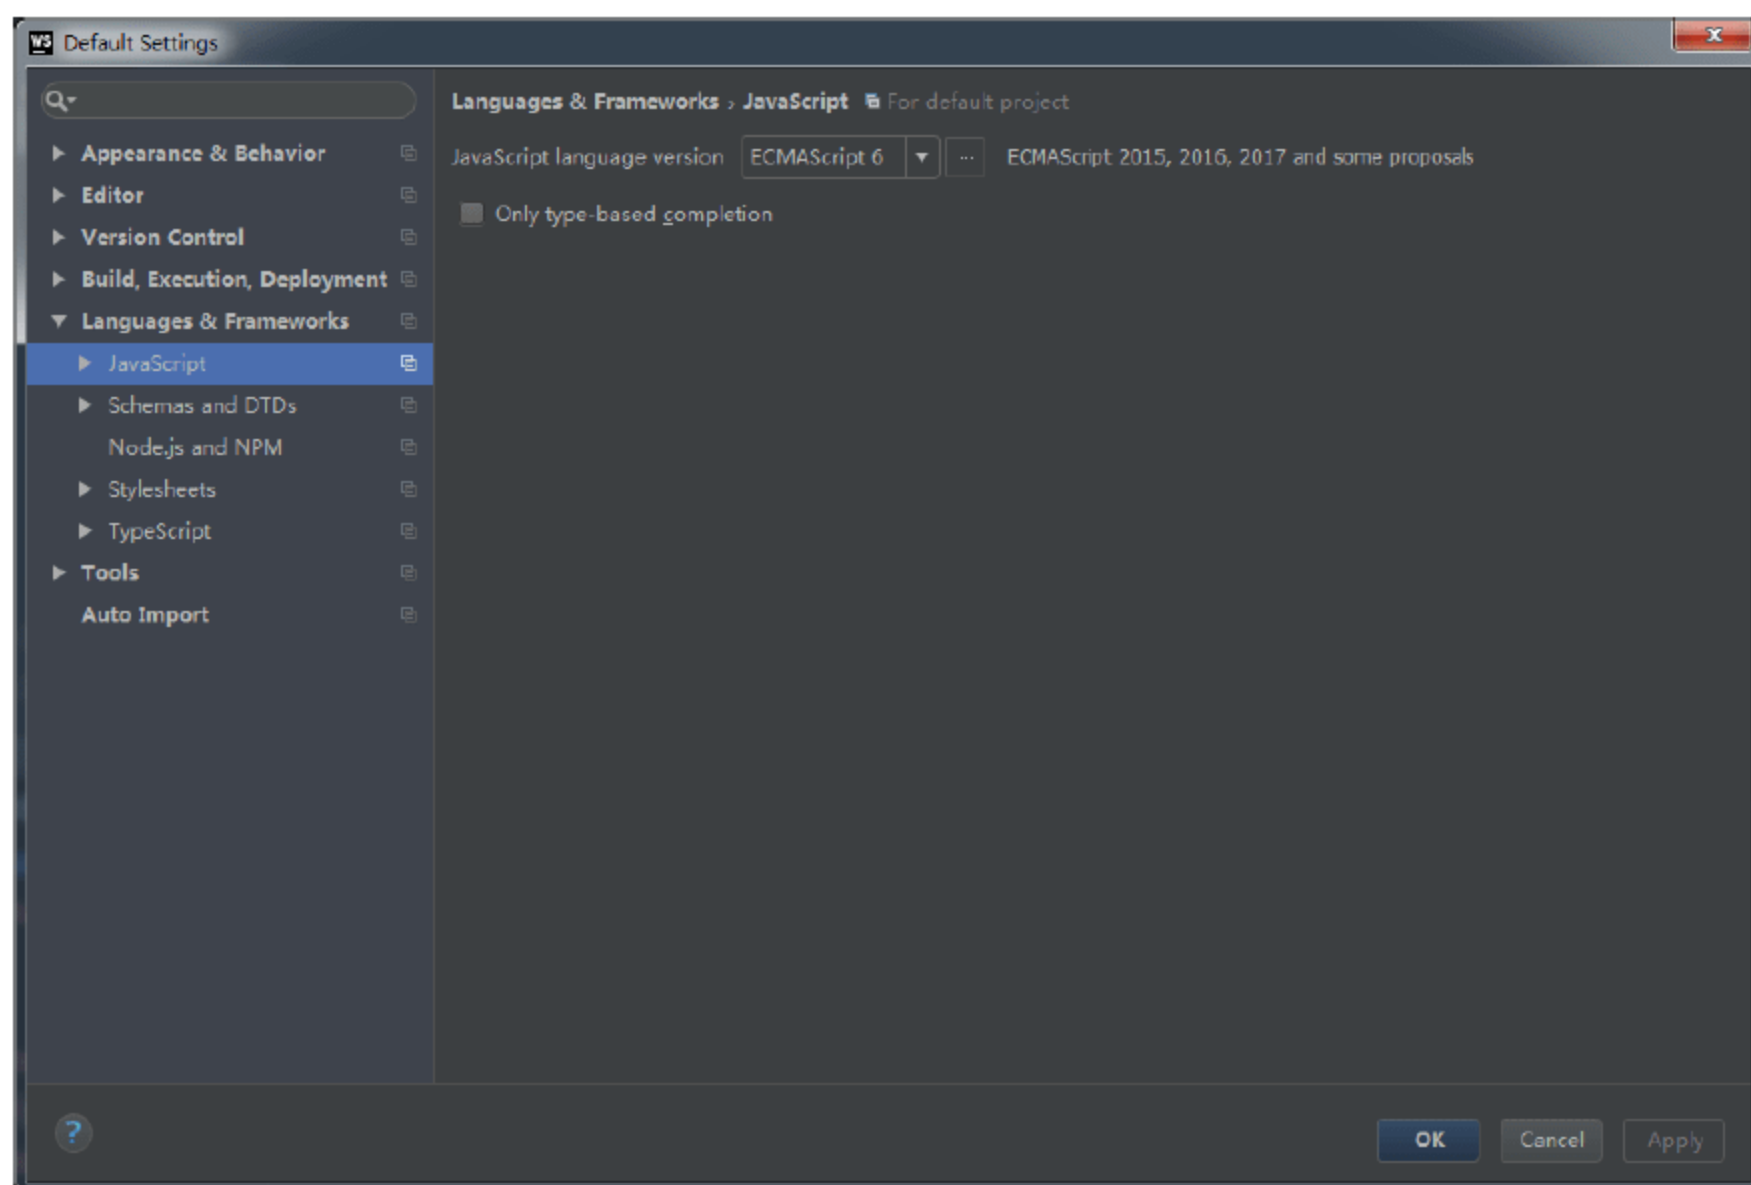 WS Default Settings
Languages & Frameworks › JavaScript For default project
Appearance & Behavior
Editor
Version Control
Build, Execution, Deployment
Languages & Frameworks
JavaScript
Schemas and DTDs
Node.js and NPM
Stylesheets
TypeScript
Tools
Auto Import
JavaScript language version ECMAScript 6 ... ECMAScript 2015, 2016, 2017 and some proposals
Only type-based completion
?
OK Cancel Apply